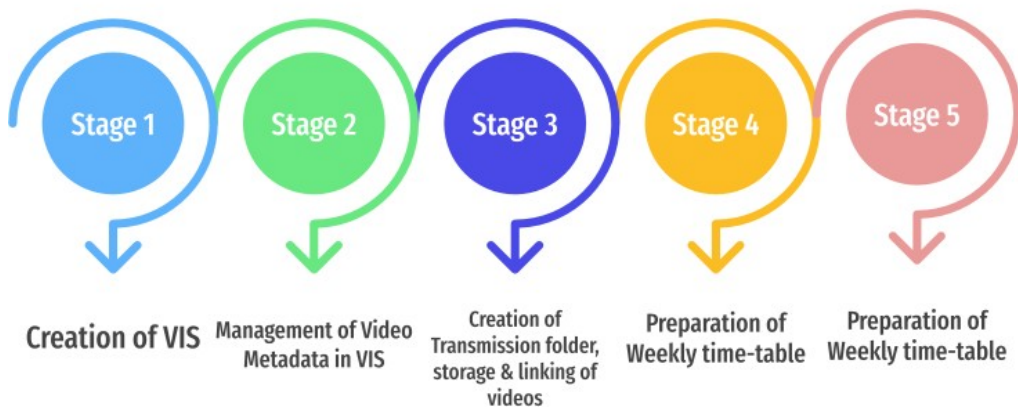 Stage 1
Stage 2
Stage 3
Stage 4
Stage 5
Creation of VIS
Management of Video
Metadata in VIS
Creation of
Transmission folder,
storage & linking of
videos
Preparation of
Weekly time-table
Preparation of
Weekly time-table